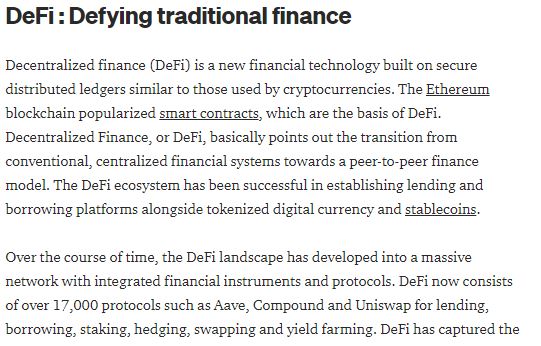 DeFi : Defying traditional finance
Decentralized finance (DeFi) is a new financial technology built on secure
distributed ledgers similar to those used by cryptocurrencies. The Ethereum
blockchain popularized smart contracts, which are the basis of DeFi.
Decentralized Finance, or DeFi, basically points out the transition from
conventional, centralized financial systems towards a peer-to-peer finance
model. The DeFi ecosystem has been successful in establishing lending and
borrowing platforms alongside tokenized digital currency and stablecoins.
Over the course of time, the DeFi landscape has developed into a massive
network with integrated financial instruments and protocols. DeFi now consists
of over 17,000 protocols such as Aave, Compound and Uniswap for lending,
borrowing, staking, hedging, swapping and yield farming. DeFi has captured the